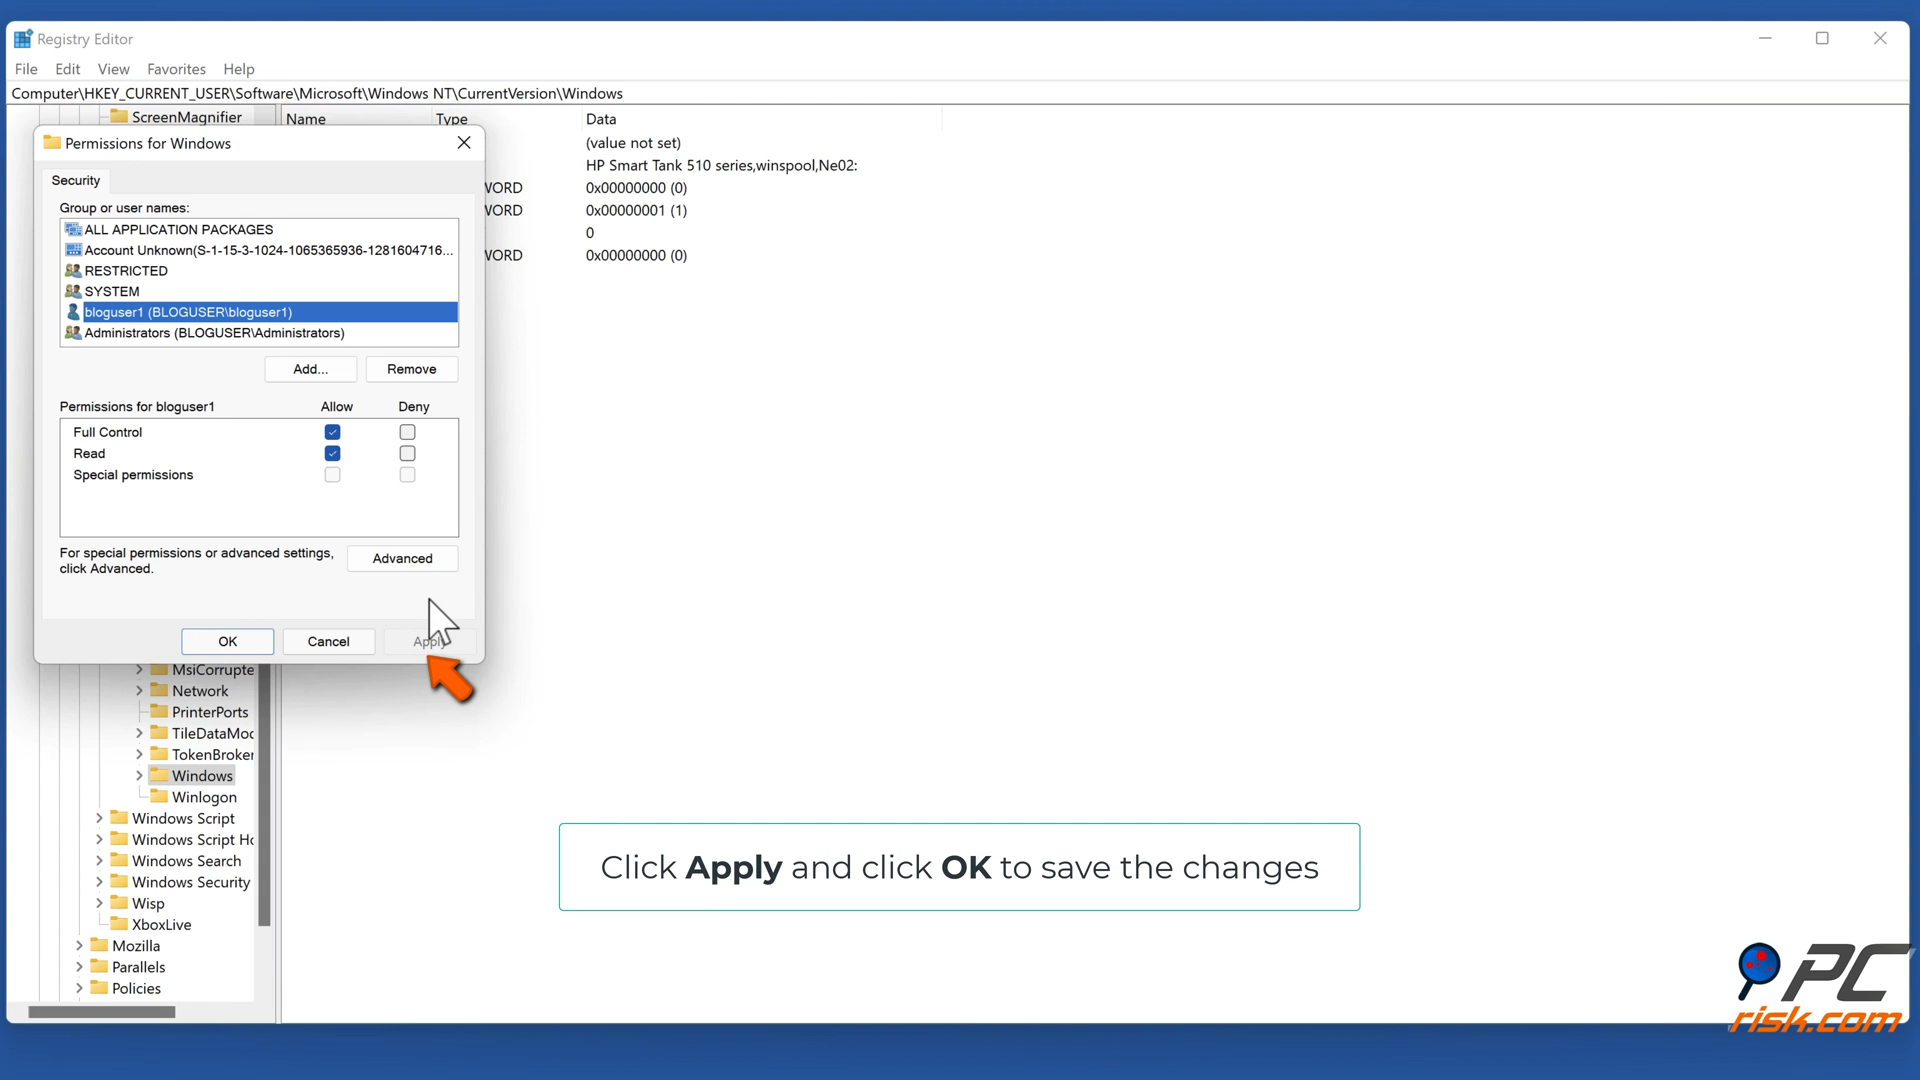 Registry Editor
File Edit View Favorites Help
Computer\HKEY_CURRENT_USER\Software\Microsoft\Windows NT\CurrentVersion\Windows
ScreenMagnifier
Name Type Data
(value not set)
HP Smart Tank 510 series,winspool,Ne02:
WORD 0x00000000 (0)
WORD 0x00000001 (1)
0
WORD 0x00000000 (0)
Permissions for Windows
Security
Group or user names:
ALL APPLICATION PACKAGES
Account Unknown(S-1-15-3-1024-1065365936-1281604716...
RESTRICTED
SYSTEM
bloguser1 (BLOGUSER\bloguser1)
Administrators (BLOGUSER\Administrators)
Add... Remove
Permissions for bloguser1 Allow Deny
Full Control
Read
Special permissions
For special permissions or advanced settings,
click Advanced.
Advanced
OK Cancel Apply
MsiCorrupte
Network
PrinterPorts
TileDataMod
TokenBroker
Windows
Winlogon
Windows Script
Windows Script Ho
Windows Search
Windows Security
Wisp
XboxLive
Mozilla
Parallels
Policies
Click Apply and click OK to save the changes
PC
risk.com